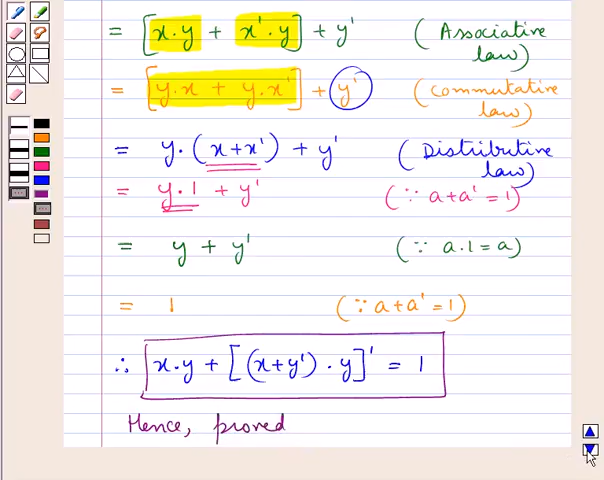 = [x·y + x'·y] + y' (Associative law)
= [y·x + y·x'] + y' (Commutative law)
= y·(x+x') + y' (Distributive law)
= y·1 + y' (∵ a+a' = 1)
= y + y' (∵ a·1 = a)
= 1 (∵ a+a' = 1)
∴ x·y + [(x+y')·y]' = 1
Hence, proved